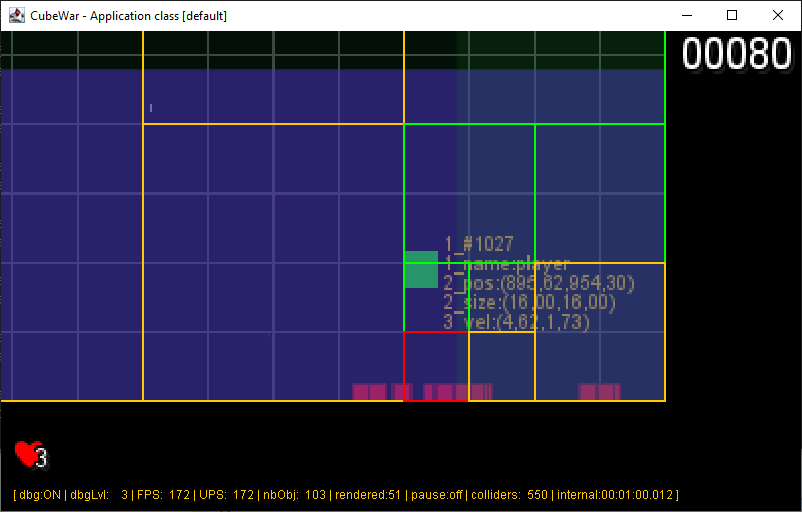 CubeWar - Application class [default]
00080
1_#1027
1_name:player
2_pos:(895,62,954,30)
2_size:(16,00,16,00)
3_vel:(4,62,1,73)
3
[ dbg:ON | dbgLvl: 3 | FPS: 172 | UPS: 172 | nbObj: 103 | rendered:51 | pause:off | colliders: 550 | internal:00:01:00.012 ]